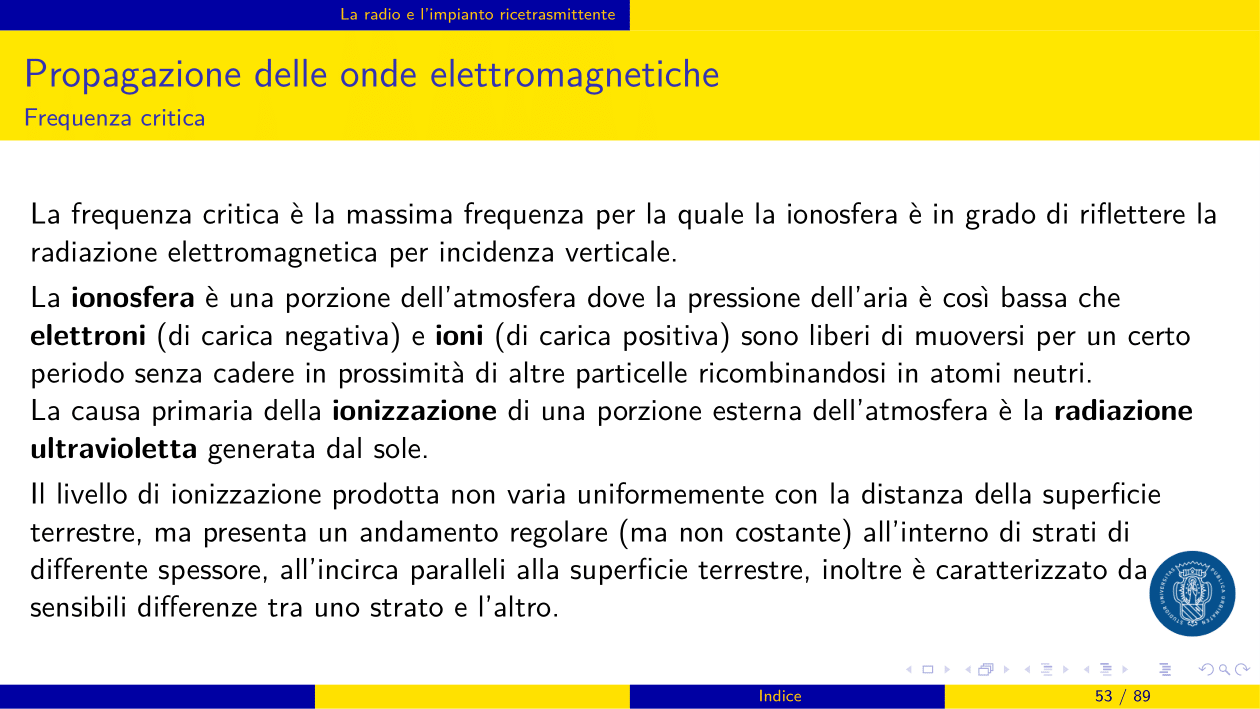 La radio e l'impianto ricetrasmittente
Propagazione delle onde elettromagnetiche
Frequenza critica
La frequenza critica è la massima frequenza per la quale la ionosfera è in grado di riflettere la
radiazione elettromagnetica per incidenza verticale.
La ionosfera è una porzione dell'atmosfera dove la pressione dell'aria è così bassa che
elettroni (di carica negativa) e ioni (di carica positiva) sono liberi di muoversi per un certo
periodo senza cadere in prossimità di altre particelle ricombinandosi in atomi neutri.
La causa primaria della ionizzazione di una porzione esterna dell'atmosfera è la radiazione
ultravioletta generata dal sole.
Il livello di ionizzazione prodotta non varia uniformemente con la distanza della superficie
terrestre, ma presenta un andamento regolare (ma non costante) all'interno di strati di
differente spessore, all'incirca paralleli alla superficie terrestre, inoltre è caratterizzato da
sensibili differenze tra uno strato e l'altro.
Indice
53 / 89